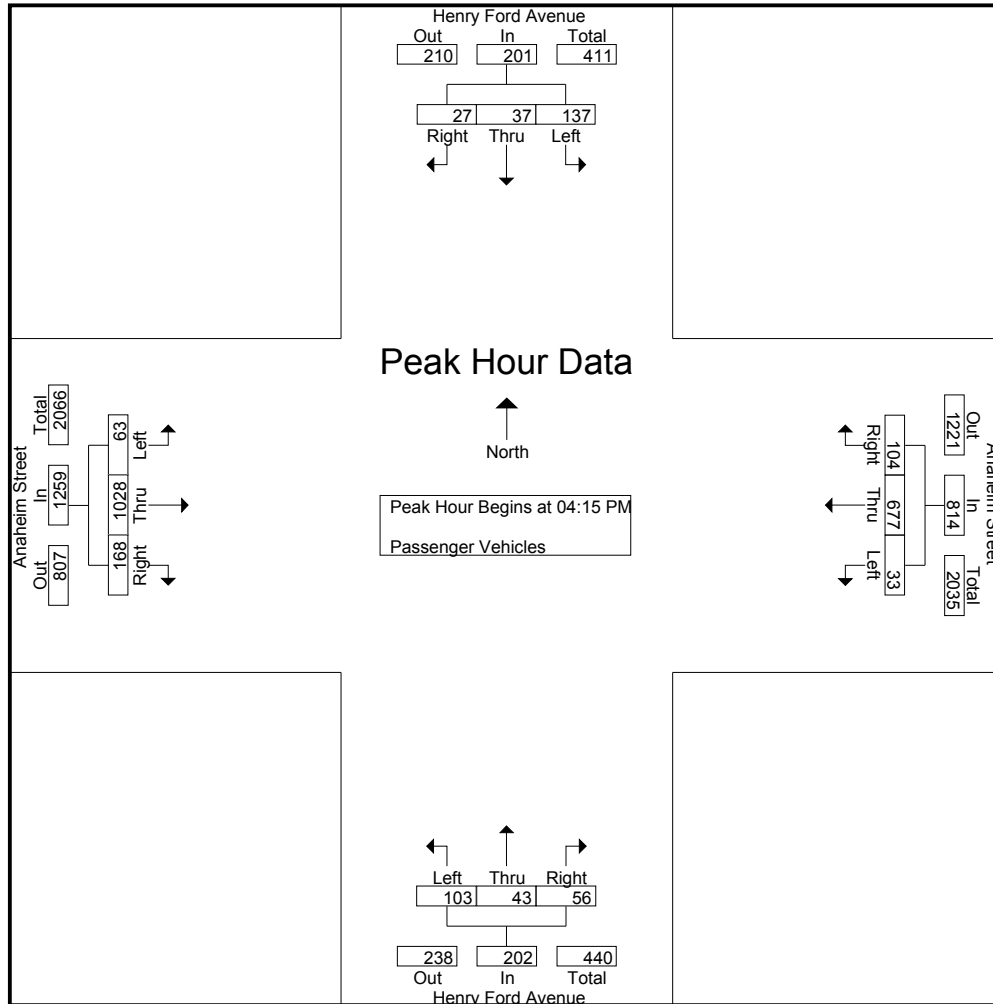 Henry Ford Avenue
Out In Total
210 201 411
27 37 137
Right Thru Left
Peak Hour Data
North
Peak Hour Begins at 04:15 PM
Passenger Vehicles
Anaheim Street
Out In Total
807 1259 2066
Left Thru Right
63 1028 168
Anaheim Street
Out In Total
1221 814 2035
Right Thru Left
104 677 33
Left Thru Right
103 43 56
238 202 440
Out In Total
Henry Ford Avenue